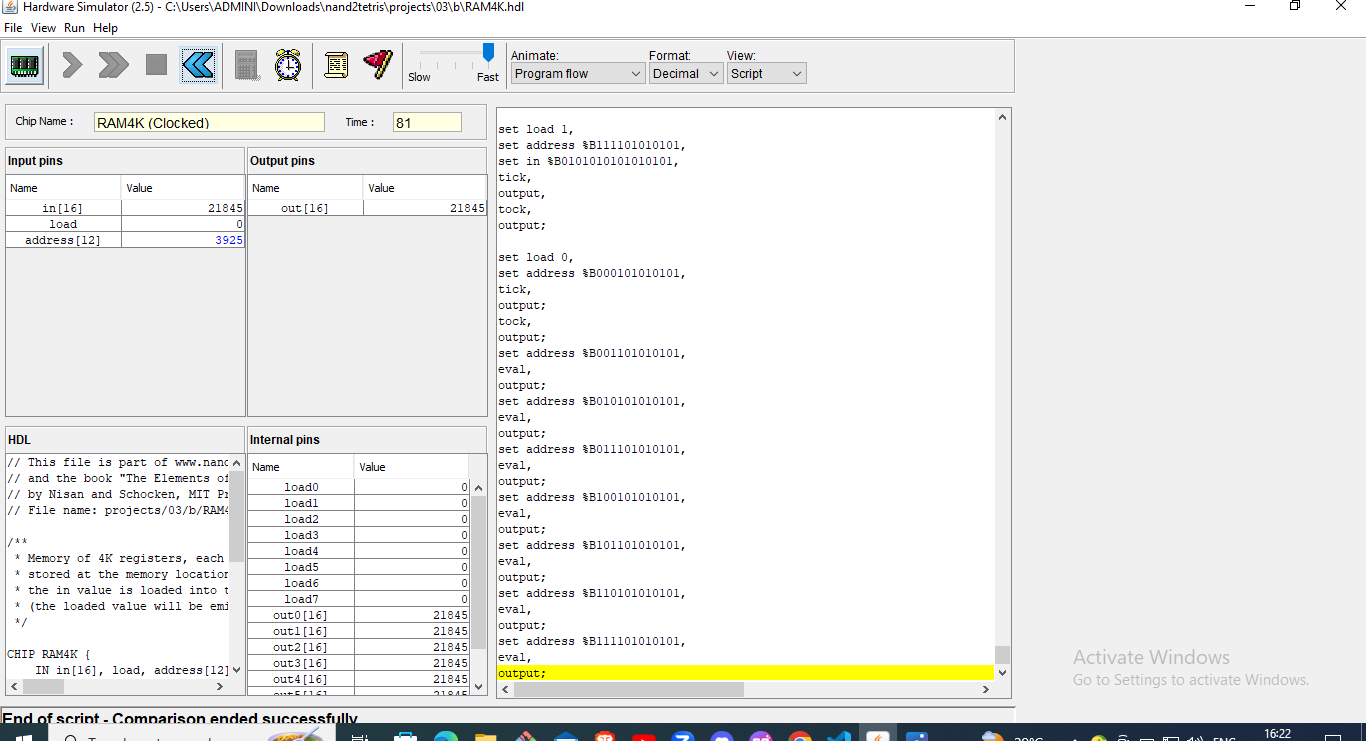 Hardware Simulator (2.5) - C:\Users\ADMINI\Downloads\nand2tetris\projects\03\b\RAM4K.hdl
File View Run Help
Slow Fast
Animate: Format: View:
Program flow Decimal Script
Chip Name : RAM4K (Clocked) Time : 81
Input pins
Name Value
in[16] 21845
load 0
address[12] 3925
Output pins
Name Value
out[16] 21845
HDL
// This file is part of www.nand
// and the book "The Elements of
// by Nisan and Schocken, MIT Pr
// File name: projects/03/b/RAM4
/**
* Memory of 4K registers, each
* stored at the memory location
* the in value is loaded into t
* (the loaded value will be emi
*/
CHIP RAM4K {
IN in[16], load, address[12]
Internal pins
Name Value
load0 0
load1 0
load2 0
load3 0
load4 0
load5 0
load6 0
load7 0
out0[16] 21845
out1[16] 21845
out2[16] 21845
out3[16] 21845
out4[16] 21845
out5[16] 21845
set load 1,
set address %B111101010101,
set in %B0101010101010101,
tick,
output,
tock,
output;
set load 0,
set address %B000101010101,
tick,
output;
tock,
output;
set address %B001101010101,
eval,
output;
set address %B010101010101,
eval,
output;
set address %B011101010101,
eval,
output;
set address %B100101010101,
eval,
output;
set address %B101101010101,
eval,
output;
set address %B110101010101,
eval,
output;
set address %B111101010101,
eval,
output;
Activate Windows
Go to Settings to activate Windows.
End of script - Comparison ended successfully
ENG
16:22